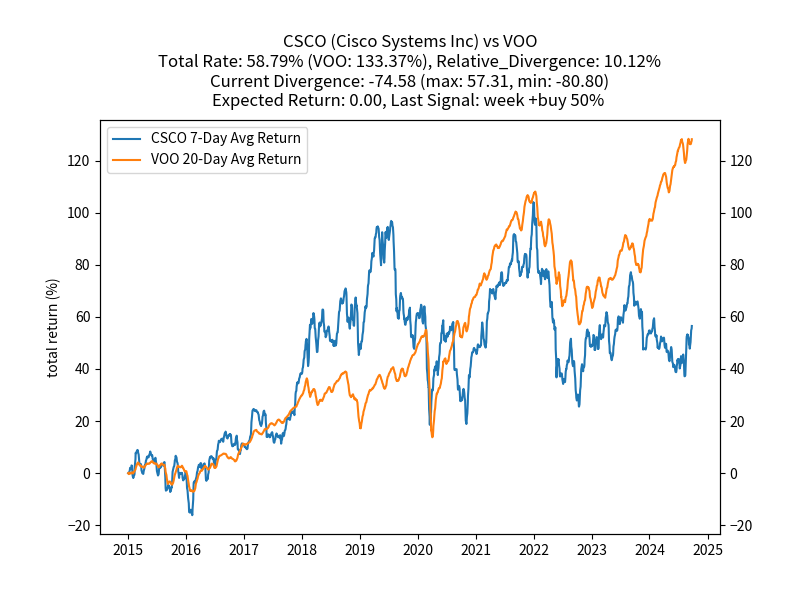 CSCO (Cisco Systems Inc) vs VOO
Total Rate: 58.79% (VOO: 133.37%), Relative_Divergence: 10.12%
Current Divergence: -74.58 (max: 57.31, min: -80.80)
Expected Return: 0.00, Last Signal: week +buy 50%
CSCO 7-Day Avg Return
VOO 20-Day Avg Return
total return (%)
120 120
100 100
80 80
60 60
40 40
20 20
0 0
−20 −20
2015 2016 2017 2018 2019 2020 2021 2022 2023 2024 2025